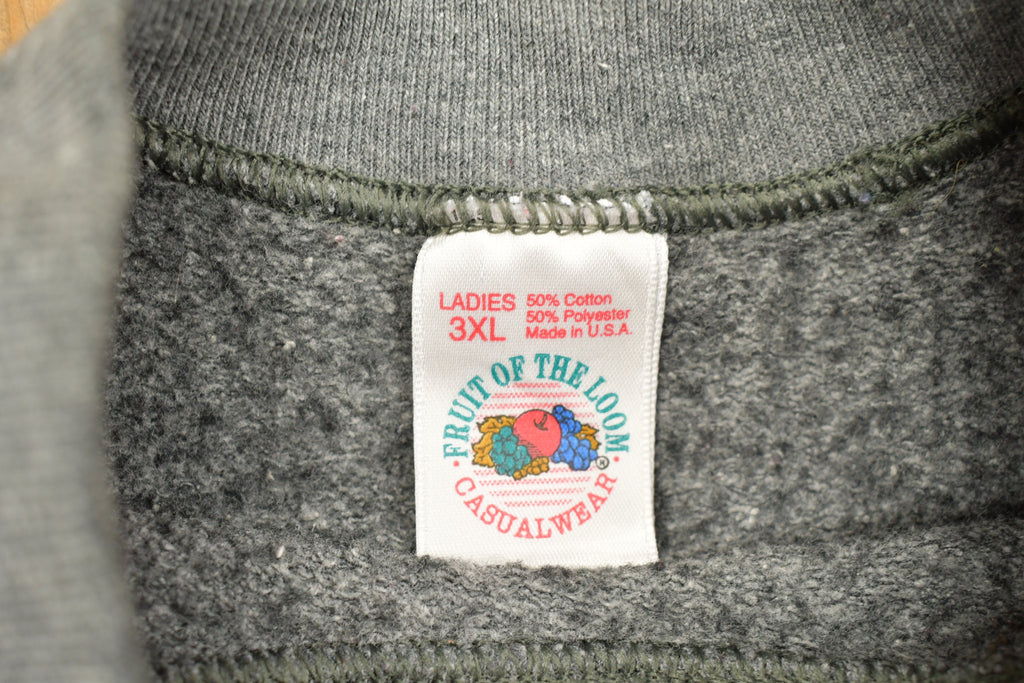 LADIES
3XL
50% Cotton
50% Polyester
Made in U.S.A.
·FRUIT OF THE LOOM·
®
CASUALWEAR